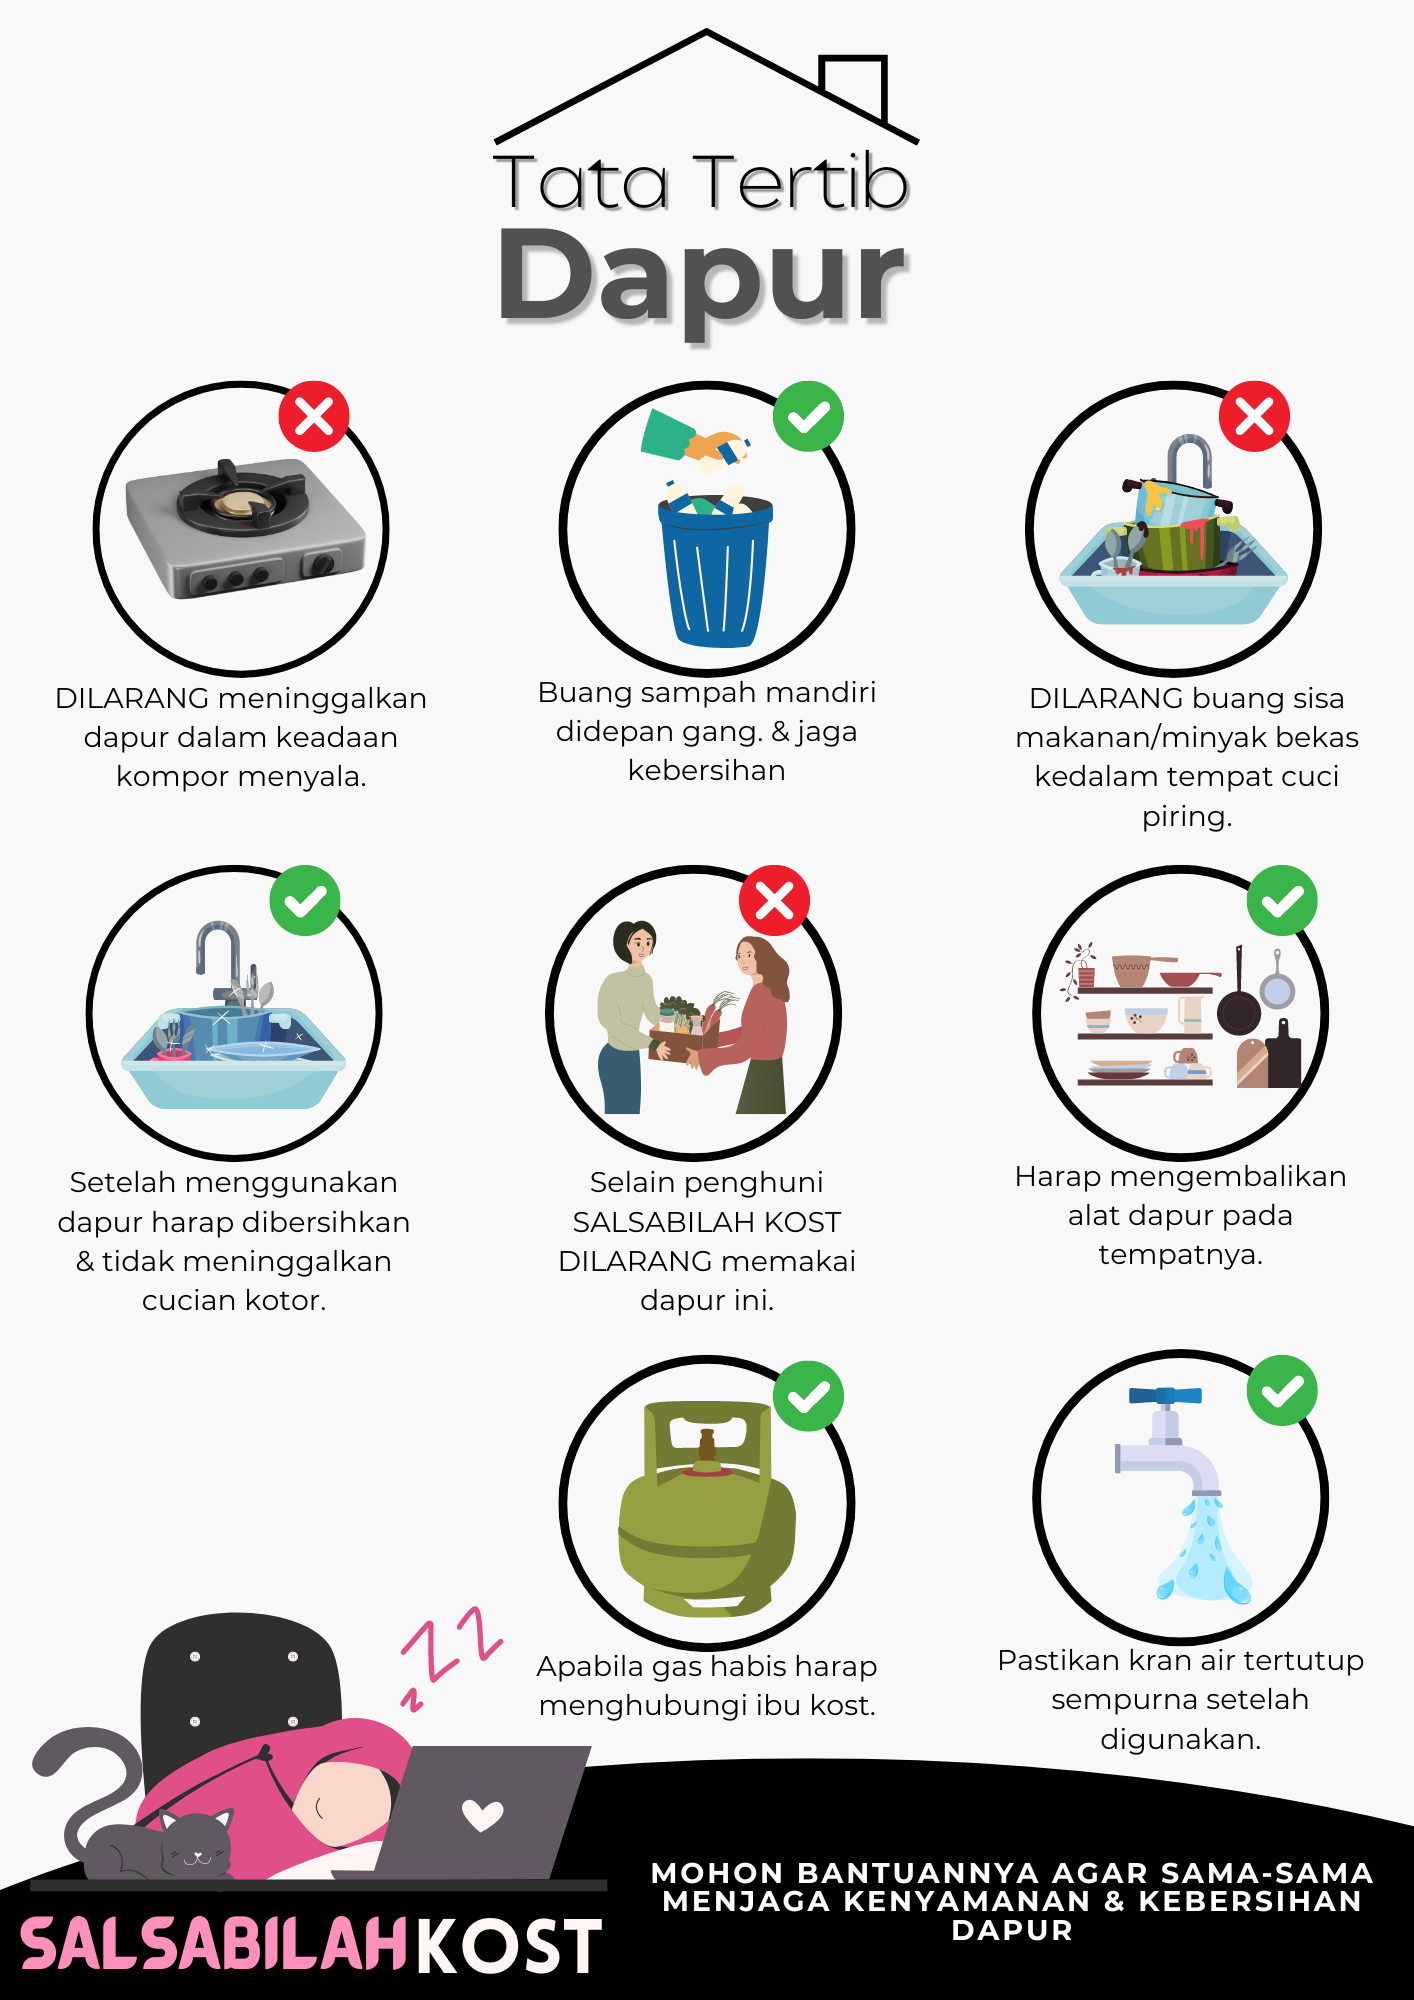 Tata Tertib
Dapur
DILARANG meninggalkan
dapur dalam keadaan
kompor menyala.
Buang sampah mandiri
didepan gang. & jaga
kebersihan
DILARANG buang sisa
makanan/minyak bekas
kedalam tempat cuci
piring.
Setelah menggunakan
dapur harap dibersihkan
& tidak meninggalkan
cucian kotor.
Selain penghuni
SALSABILAH KOST
DILARANG memakai
dapur ini.
Harap mengembalikan
alat dapur pada
tempatnya.
Apabila gas habis harap
menghubungi ibu kost.
Pastikan kran air tertutup
sempurna setelah
digunakan.
zZZ
MOHON BANTUANNYA AGAR SAMA-SAMA
MENJAGA KENYAMANAN & KEBERSIHAN
DAPUR
SALSABILAH KOST